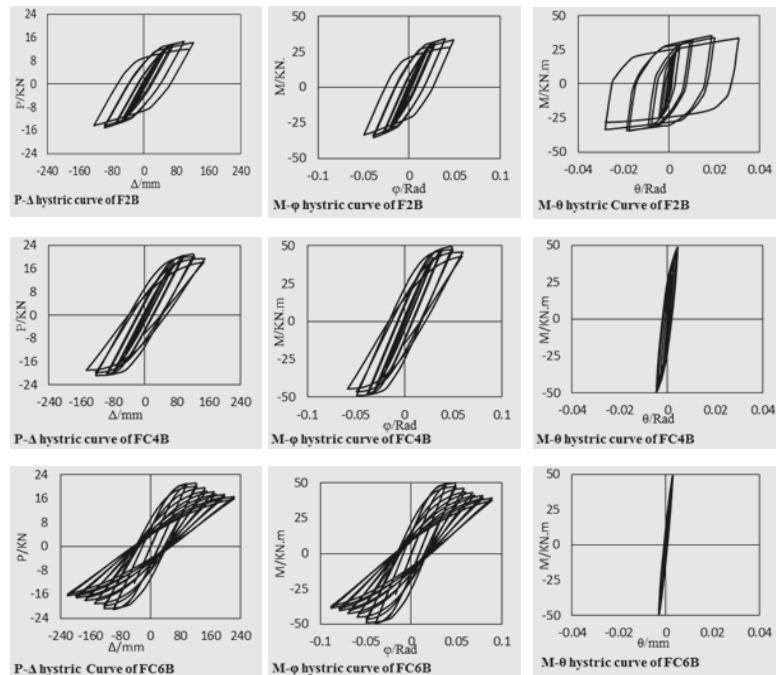 24
16
8
0
-8
-16
-24
-240 -160 -80 0 80 160 240
P/KN
Δ/mm
P-Δ hystric curve of F2B
50
25
0
-25
-50
-0.1 -0.05 0 0.05 0.1
M/KN.
φ/Rad
M-φ hystric curve of F2B
50
25
0
-25
-50
-0.04 -0.02 0 0.02 0.04
M/KN.m
θ/Rad
M-θ hystric Curve of F2B
24
16
8
0
-8
-16
-24
-240 -160 -80 0 80 160 240
P/KN
Δ/mm
P-Δ hystric curve of FC4B
50
25
0
-25
-50
-0.1 -0.05 0 0.05 0.1
M/KN.m
φ/Rad
M-φ hystric curve of FC4B
50
25
0
-25
-50
-0.04 -0.02 0 0.02 0.04
M/KN.m
θ/Rad
M-θ hystric curve of FC4B
24
16
8
0
-8
-16
-24
-240 -160 -80 0 80 160 240
P/KN
Δ/mm
P-Δ hystric Curve of FC6B
50
25
0
-25
-50
-0.1 -0.05 0 0.05 0.1
M/KN.m
φ/Rad
M-φ hystric curve of FC6B
50
25
0
-25
-50
-0.04 -0.02 0 0.02 0.04
M/KN.m
θ/mm
M-θ hystric curve of FC6B